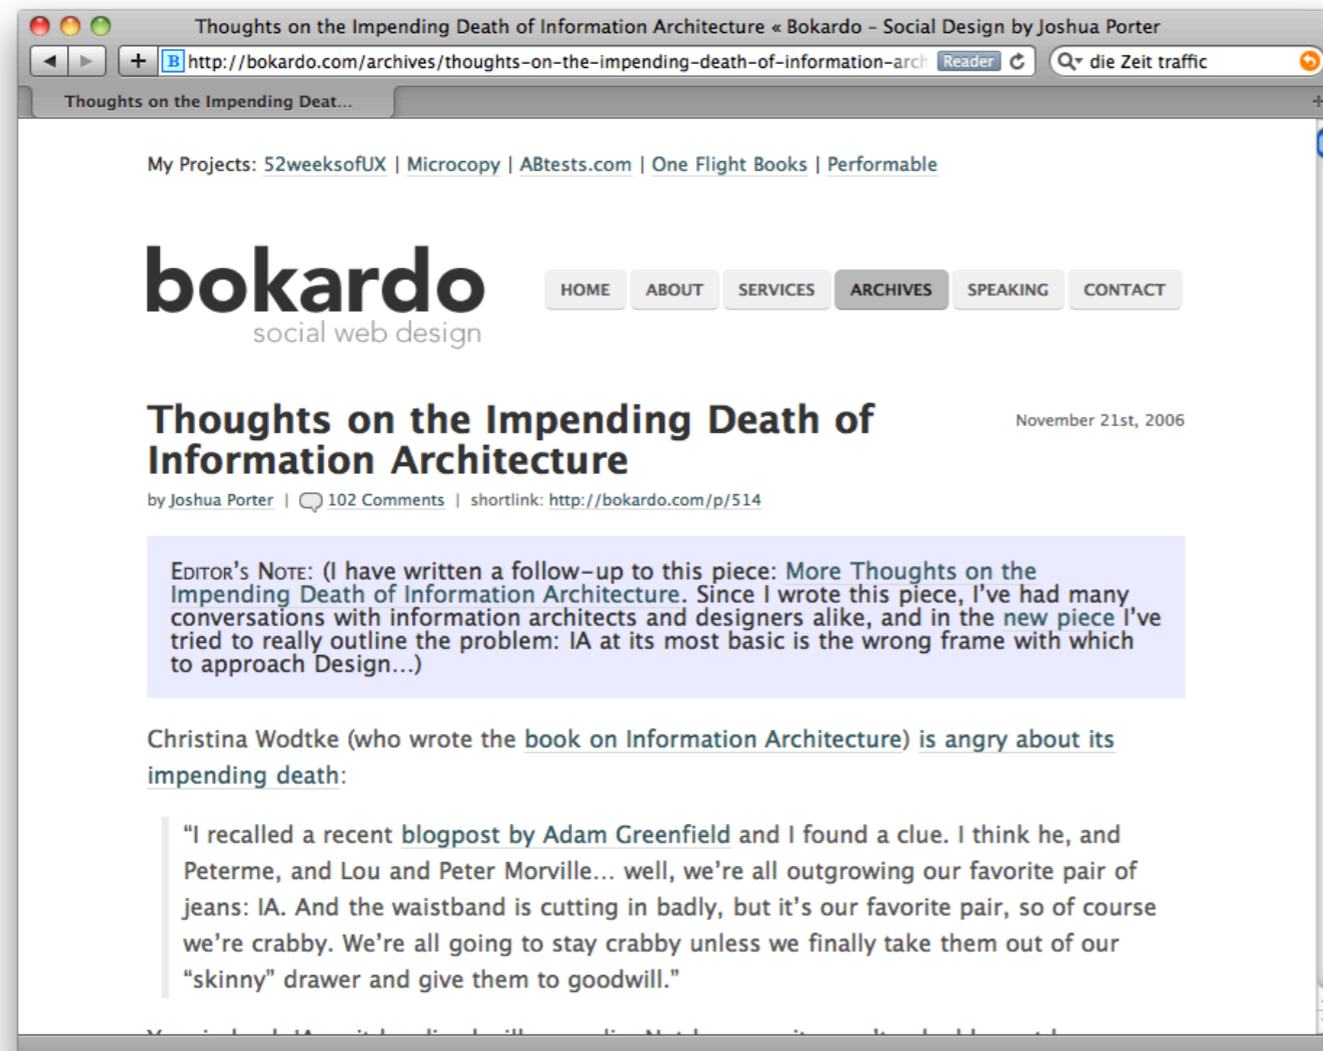 Thoughts on the Impending Death of Information Architecture « Bokardo – Social Design by Joshua Porter
B http://bokardo.com/archives/thoughts-on-the-impending-death-of-information-arch Reader die Zeit traffic
Thoughts on the Impending Deat...
My Projects: 52weeksofUX | Microcopy | ABtests.com | One Flight Books | Performable
bokardo
social web design
HOME ABOUT SERVICES ARCHIVES SPEAKING CONTACT
Thoughts on the Impending Death of
Information Architecture
November 21st, 2006
by Joshua Porter | 102 Comments | shortlink: http://bokardo.com/p/514
EDITOR'S NOTE: (I have written a follow-up to this piece: More Thoughts on the
Impending Death of Information Architecture. Since I wrote this piece, I've had many
conversations with information architects and designers alike, and in the new piece I've
tried to really outline the problem: IA at its most basic is the wrong frame with which
to approach Design...)
Christina Wodtke (who wrote the book on Information Architecture) is angry about its
impending death:
"I recalled a recent blogpost by Adam Greenfield and I found a clue. I think he, and
Peterme, and Lou and Peter Morville... well, we're all outgrowing our favorite pair of
jeans: IA. And the waistband is cutting in badly, but it's our favorite pair, so of course
we're crabby. We're all going to stay crabby unless we finally take them out of our
"skinny" drawer and give them to goodwill."